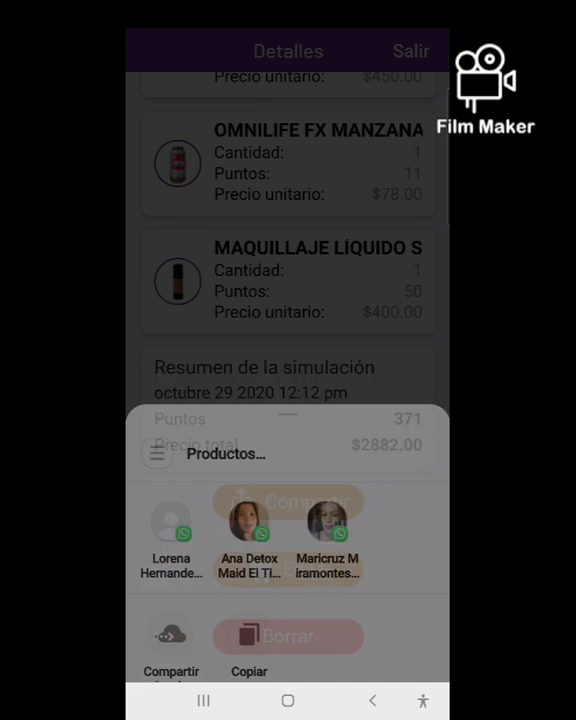 Detalles
Salir
Precio unitario: $450.00
Film Maker
OMNILIFE FX MANZANA
Cantidad: 1
Puntos: 11
Precio unitario: $78.00
MAQUILLAJE LÍQUIDO S
Cantidad: 1
Puntos: 50
Precio unitario: $400.00
Resumen de la simulación
octubre 29 2020 12:12 pm
Puntos 371
Precio total $2882.00
Productos...
Compartir
Lorena
Hernande...
Ana Detox
Maid El Ti...
Maricruz M
iramontes...
Borrar
Compartir
Copiar